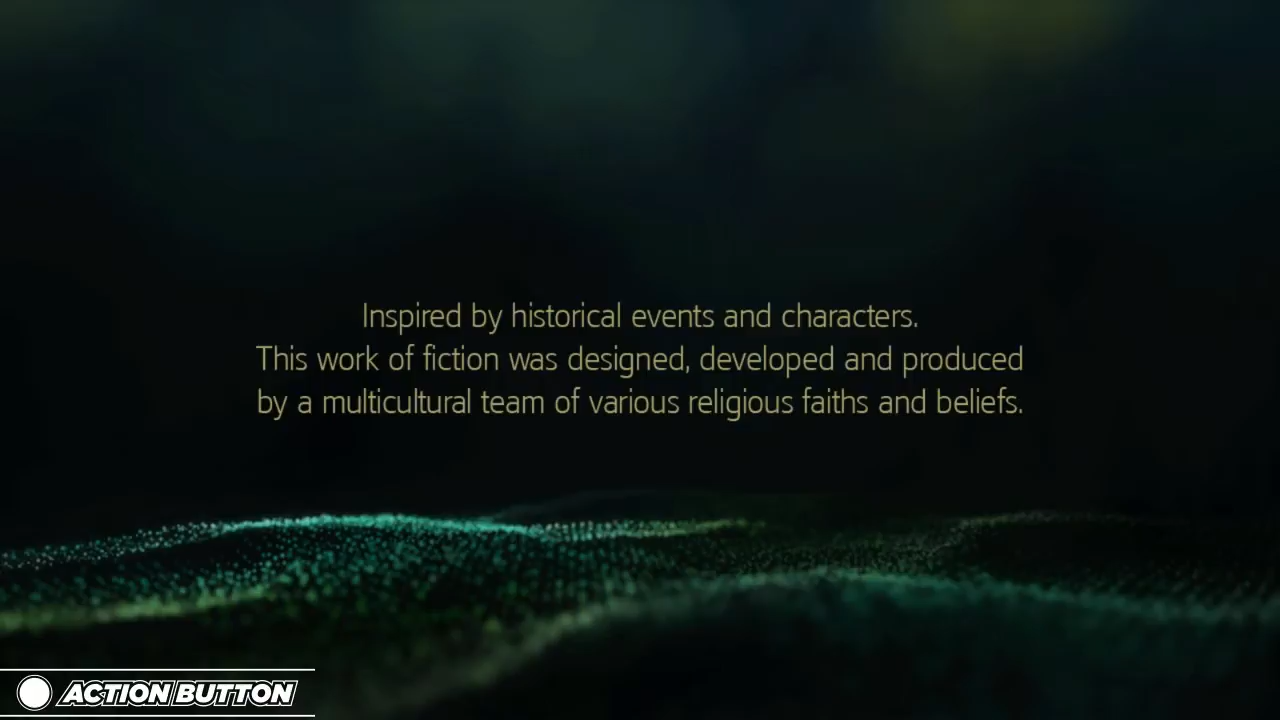 Inspired by historical events and characters.
This work of fiction was designed, developed and produced
by a multicultural team of various religious faiths and beliefs.
ACTION BUTTON